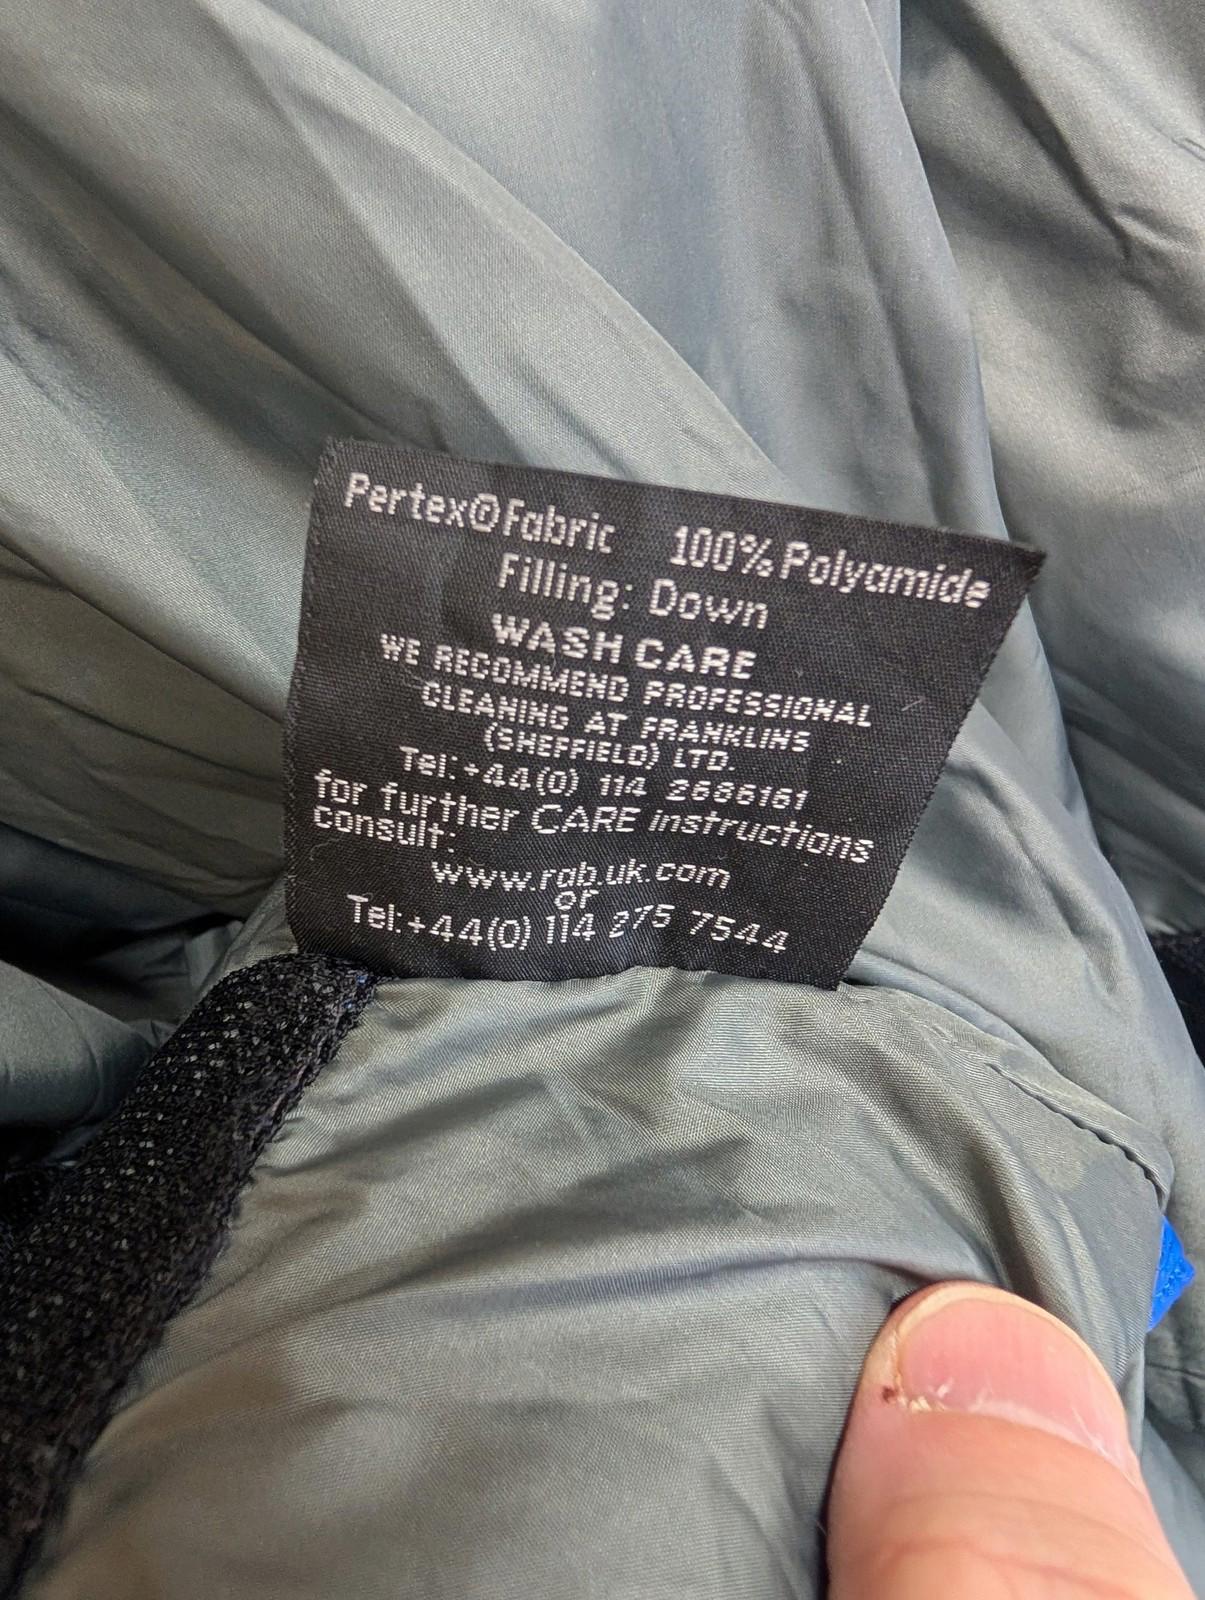 Pertex®Fabric 100% Polyamide
Filling: Down
WASH CARE
WE RECOMMEND PROFESSIONAL
CLEANING AT FRANKLINS
(SHEFFIELD) LTD.
Tel:+44(0) 114 2686161
for further CARE instructions
consult:
www.rab.uk.com
or
Tel:+44(0) 114 275 7544